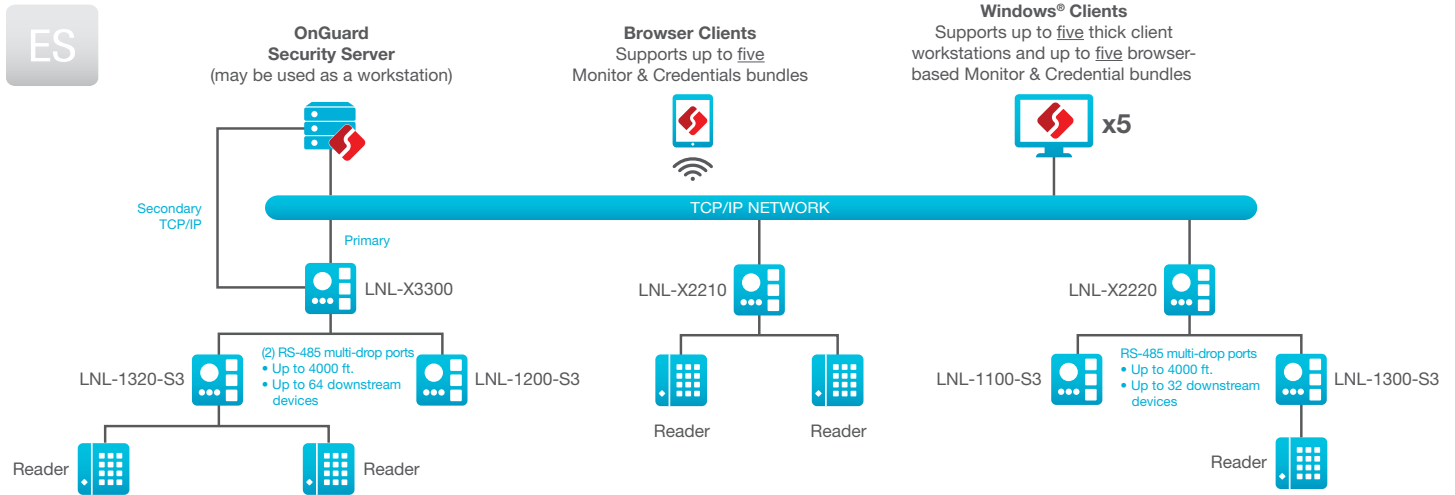 ES
OnGuard
Security Server
(may be used as a workstation)
Browser Clients
Supports up to five
Monitor & Credentials bundles
Windows® Clients
Supports up to five thick client
workstations and up to five browser-
based Monitor & Credential bundles
x5
Secondary
TCP/IP
TCP/IP NETWORK
Primary
LNL-X3300
LNL-X2210
LNL-X2220
LNL-1320-S3
(2) RS-485 multi-drop ports
• Up to 4000 ft.
• Up to 64 downstream
devices
LNL-1200-S3
LNL-1100-S3
RS-485 multi-drop ports
• Up to 4000 ft.
• Up to 32 downstream
devices
LNL-1300-S3
Reader
Reader
Reader
Reader
Reader